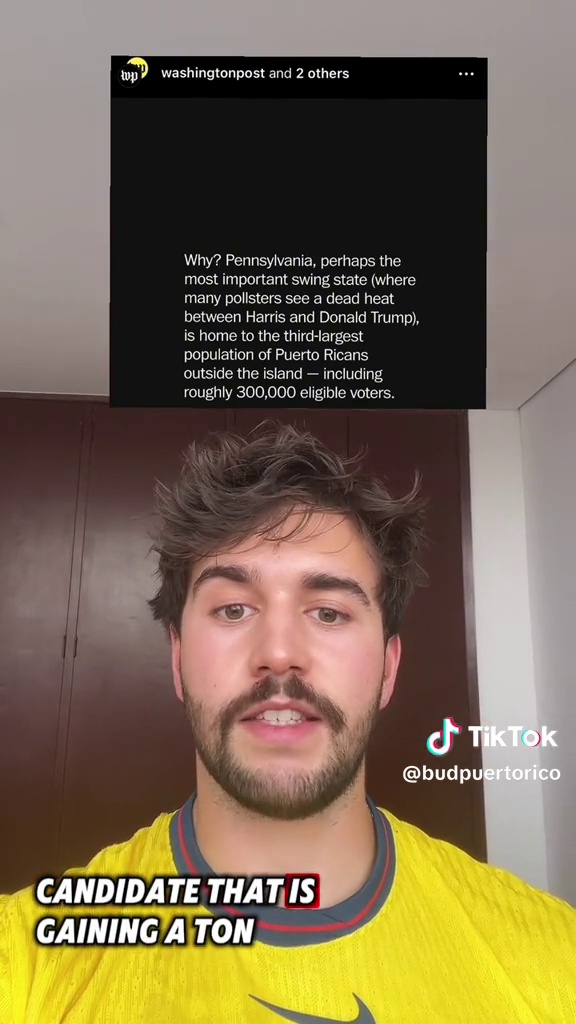 wp
washingtonpost and 2 others
Why? Pennsylvania, perhaps the
most important swing state (where
many pollsters see a dead heat
between Harris and Donald Trump),
is home to the third-largest
population of Puerto Ricans
outside the island — including
roughly 300,000 eligible voters.
TikTok
@budpuertorico
CANDIDATE THAT IS
GAINING A TON